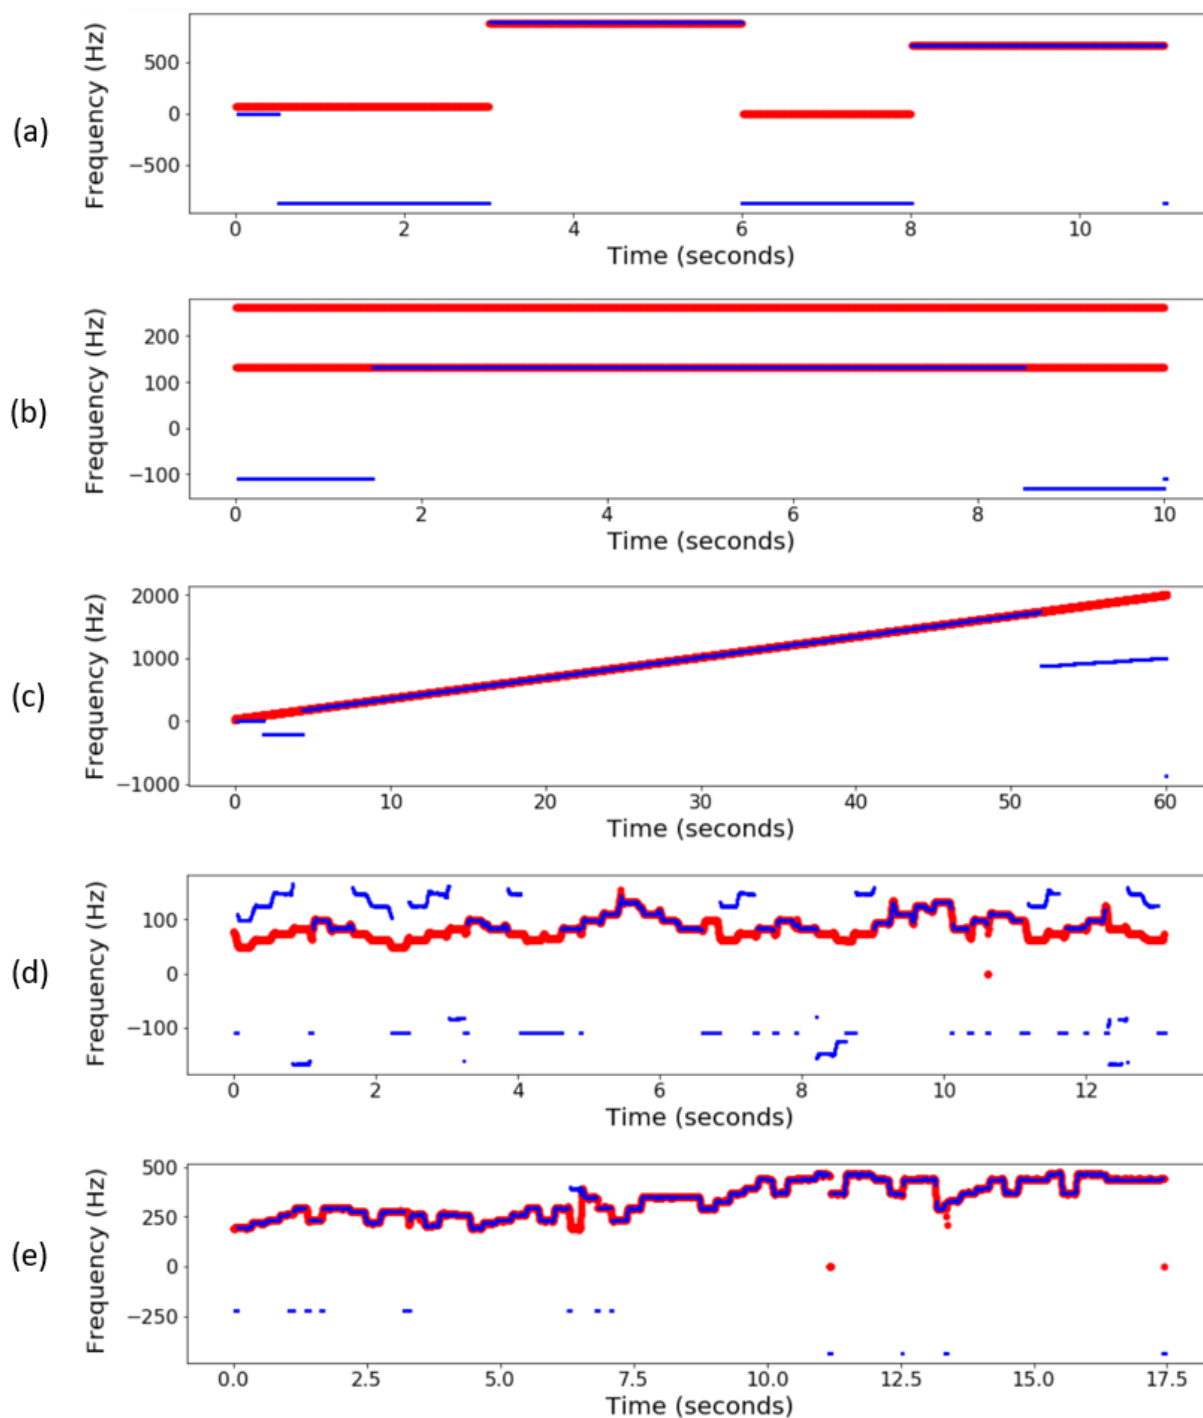 (a)
Frequency (Hz)
500
0
−500
0 2 4 6 8 10
Time (seconds)
(b)
Frequency (Hz)
200
100
0
−100
0 2 4 6 8 10
Time (seconds)
(c)
Frequency (Hz)
2000
1000
0
−1000
0 10 20 30 40 50 60
Time (seconds)
(d)
Frequency (Hz)
100
0
−100
0 2 4 6 8 10 12
Time (seconds)
(e)
Frequency (Hz)
500
250
0
−250
0.0 2.5 5.0 7.5 10.0 12.5 15.0 17.5
Time (seconds)